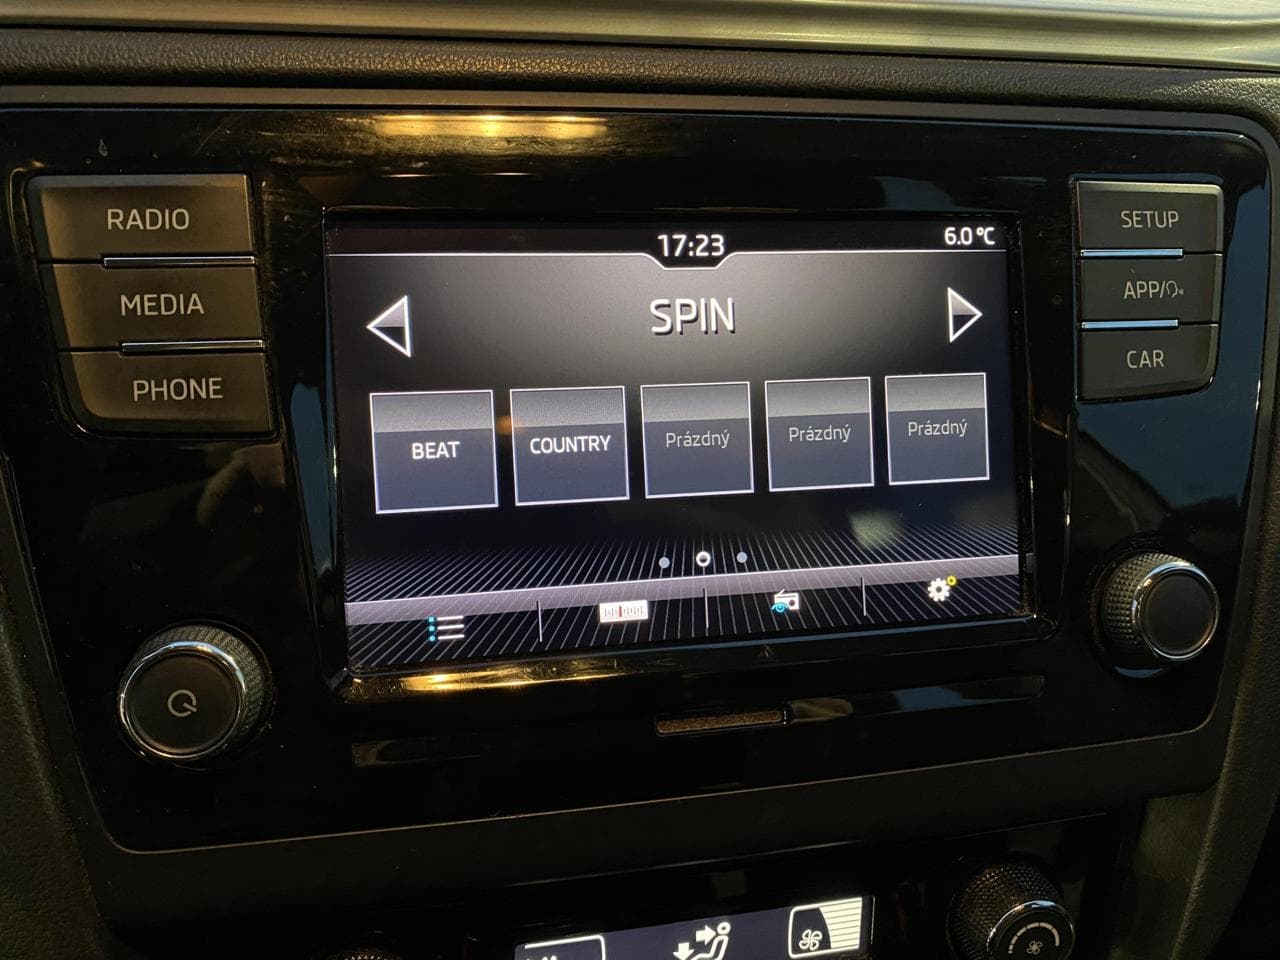 RADIO
MEDIA
PHONE
17:23
6.0 °C
SPIN
BEAT
COUNTRY
Prázdný
Prázdný
Prázdný
SETUP
APP/
CAR